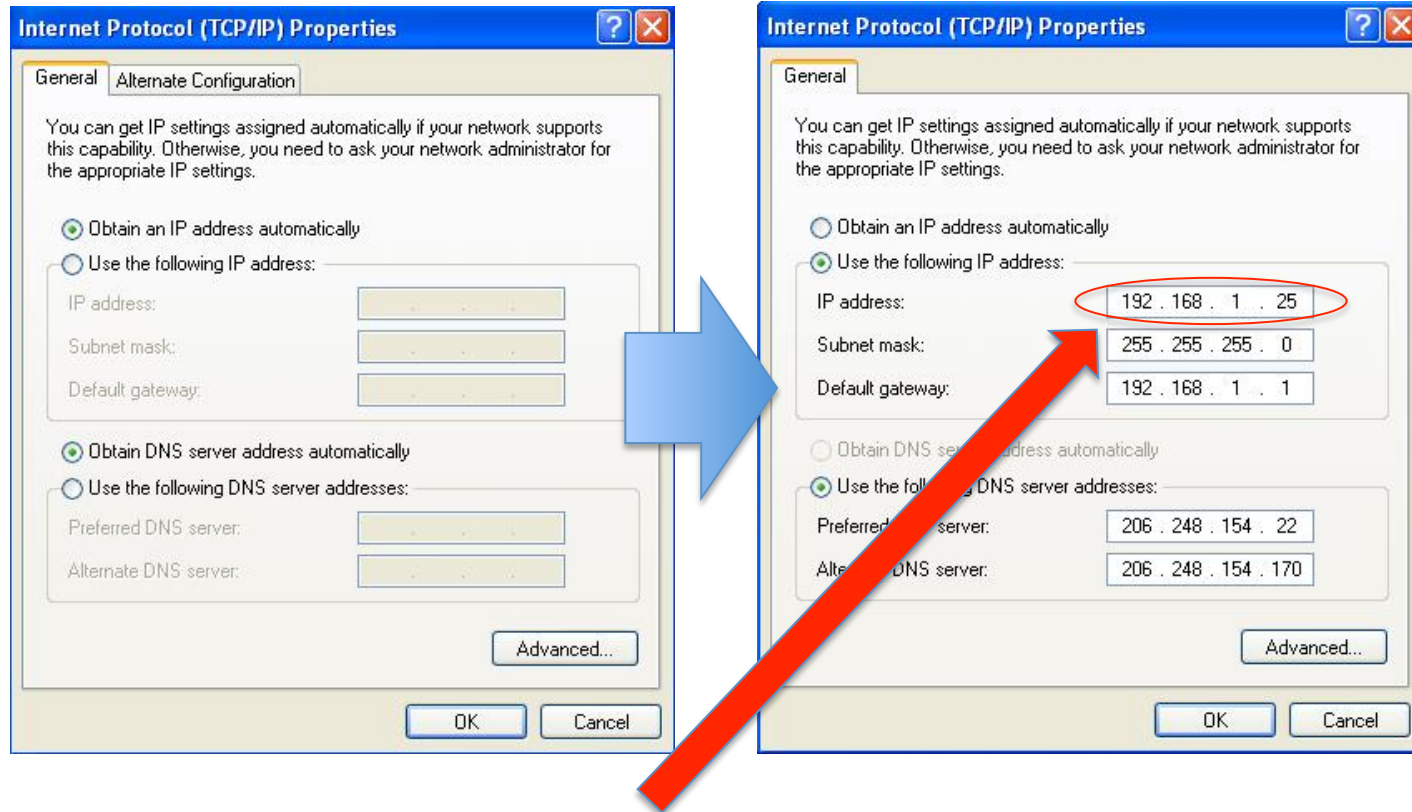 Internet Protocol (TCP/IP) Properties
General
Alternate Configuration
You can get IP settings assigned automatically if your network supports
this capability. Otherwise, you need to ask your network administrator for
the appropriate IP settings.
Obtain an IP address automatically
Use the following IP address:
IP address:
Subnet mask:
Default gateway:
Obtain DNS server address automatically
Use the following DNS server addresses:
Preferred DNS server:
Alternate DNS server:
Advanced...
OK
Cancel
Internet Protocol (TCP/IP) Properties
General
You can get IP settings assigned automatically if your network supports
this capability. Otherwise, you need to ask your network administrator for
the appropriate IP settings.
Obtain an IP address automatically
Use the following IP address:
IP address: 192 . 168 . 1 . 25
Subnet mask: 255 . 255 . 255 . 0
Default gateway: 192 . 168 . 1 . 1
Obtain DNS address automatically
Use the DNS server addresses:
Preferred server: 206 . 248 . 154 . 22
DNS server: 206 . 248 . 154 . 170
Advanced...
OK
Cancel